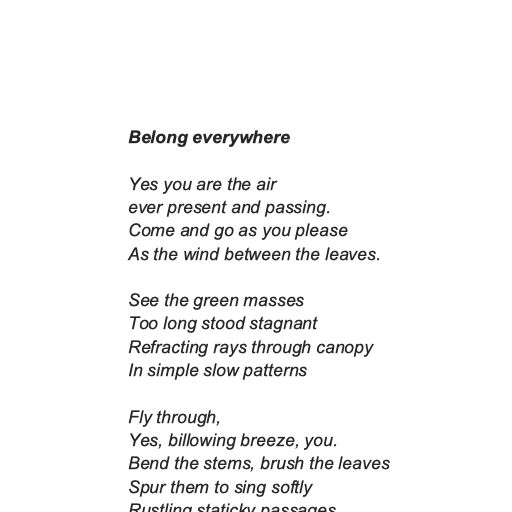 Belong everywhere
Yes you are the air
ever present and passing.
Come and go as you please
As the wind between the leaves.
See the green masses
Too long stood stagnant
Refracting rays through canopy
In simple slow patterns
Fly through,
Yes, billowing breeze, you.
Bend the stems, brush the leaves
Spur them to sing softly
Rustling staticky passages